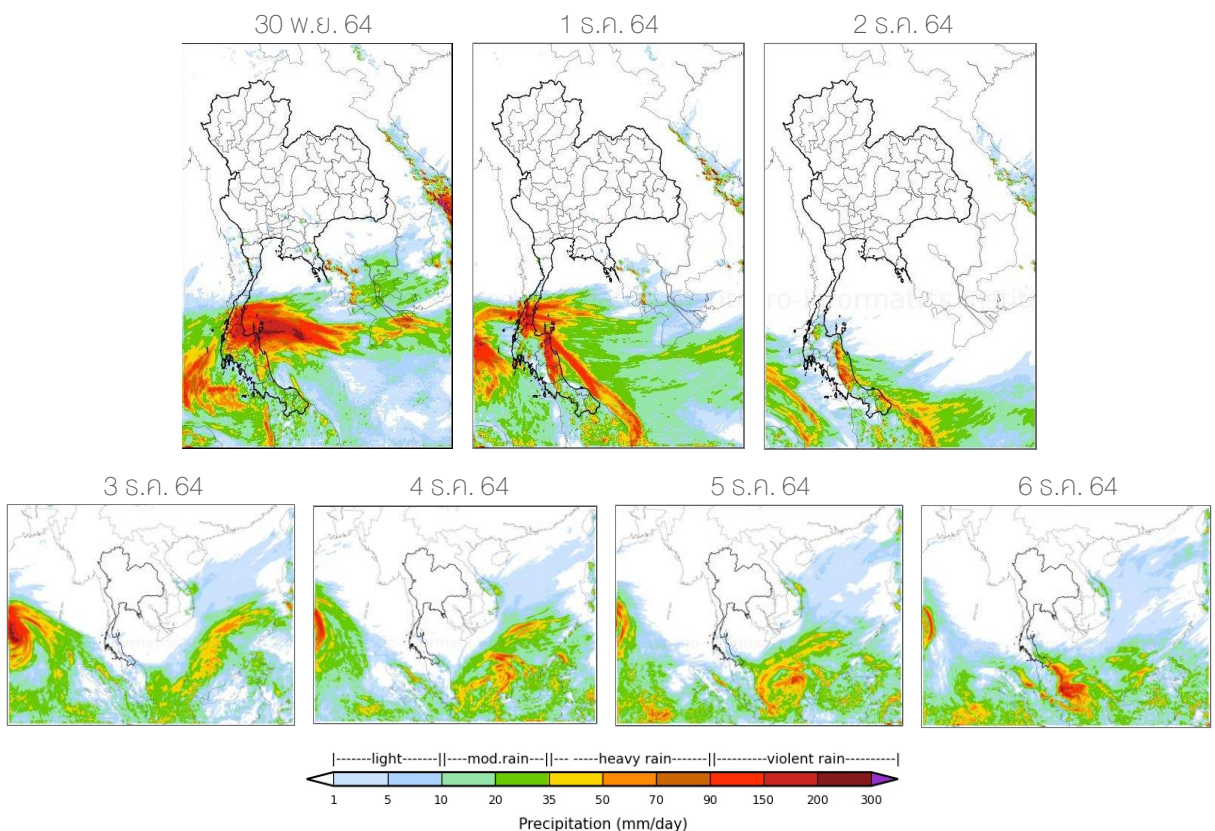 30 พ.ย. 64
1 ธ.ค. 64
2 ธ.ค. 64
3 ธ.ค. 64
4 ธ.ค. 64
5 ธ.ค. 64
6 ธ.ค. 64
|-------light------||----mod.rain---||--- ------heavy rain------||--------violent rain-----------|
1 5 10 20 35 50 70 90 150 200 300
Precipitation (mm/day)